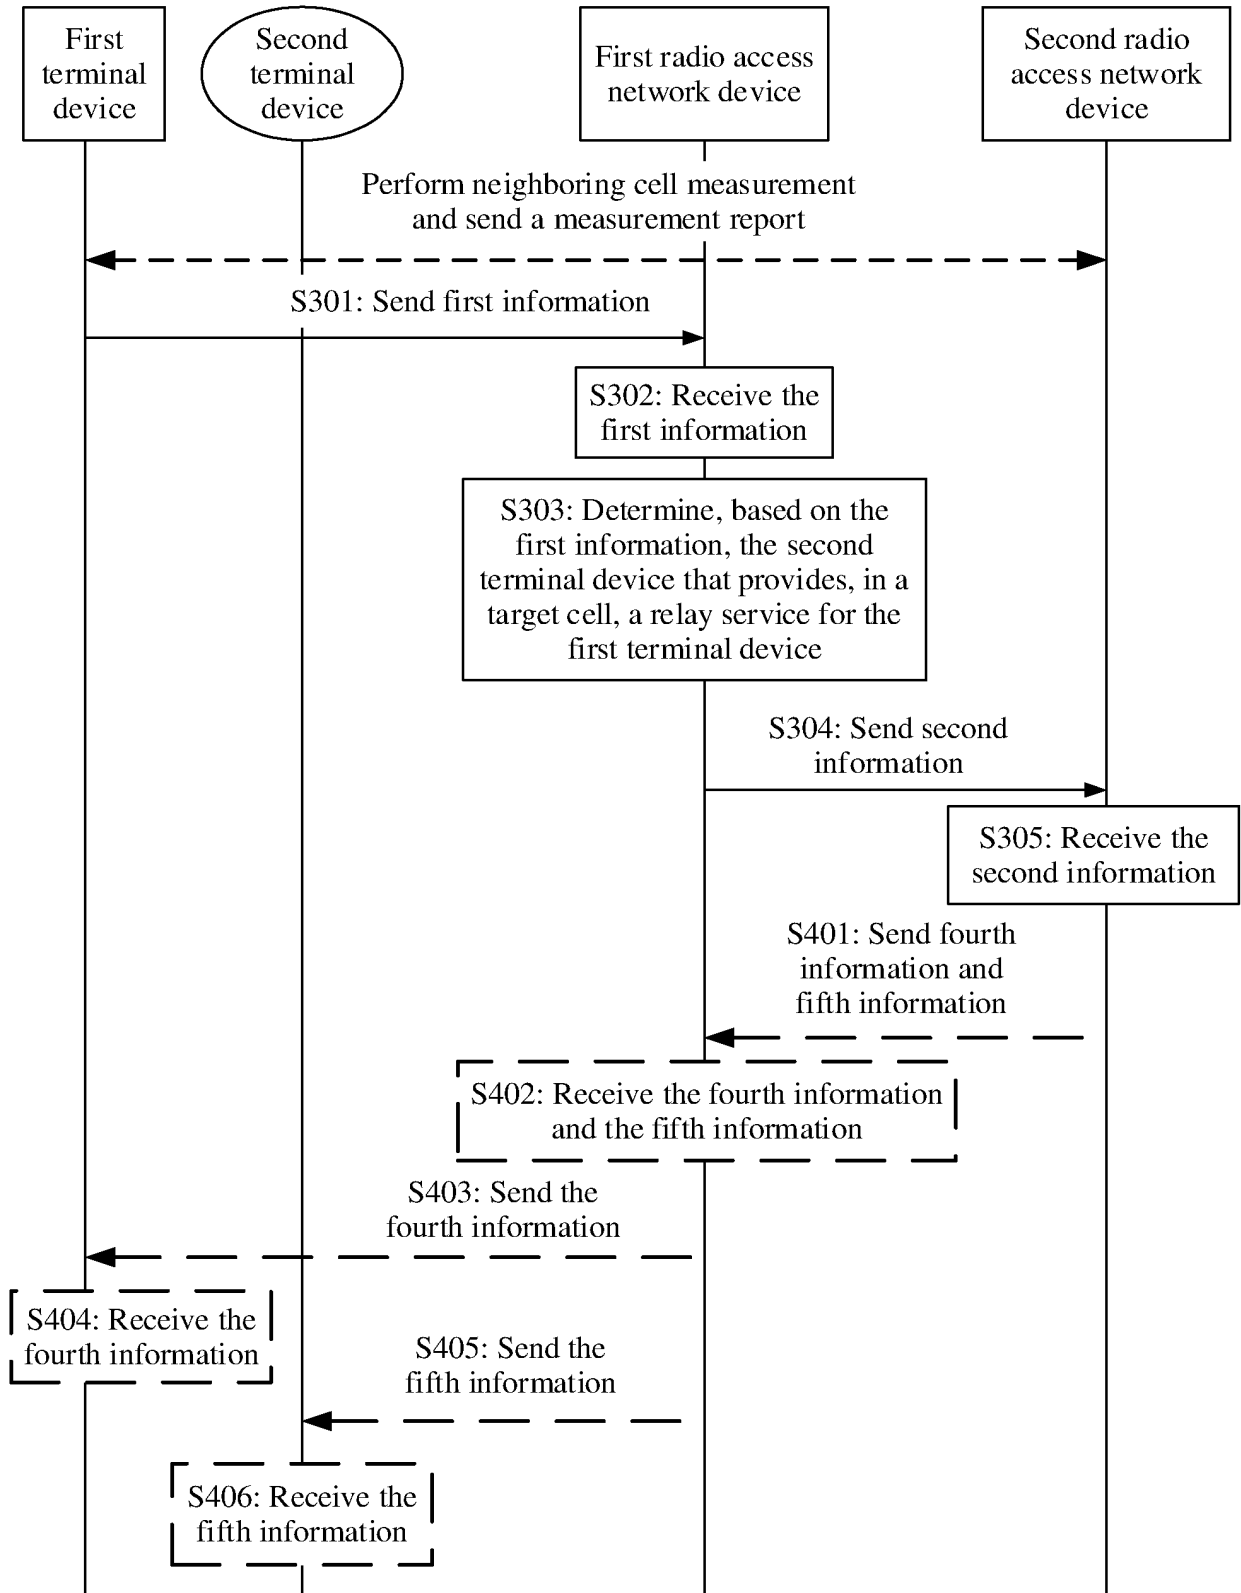 First
terminal
device
Second
terminal
device
First radio access
network device
Second radio
access network
device
Perform neighboring cell measurement
and send a measurement report
S301: Send first information
S302: Receive the
first information
S303: Determine, based on the
first information, the second
terminal device that provides, in a
target cell, a relay service for the
first terminal device
S304: Send second
information
S305: Receive the
second information
S401: Send fourth
information and
fifth information
S402: Receive the fourth information
and the fifth information
S403: Send the
fourth information
S404: Receive the
fourth information
S405: Send the
fifth information
S406: Receive the
fifth information